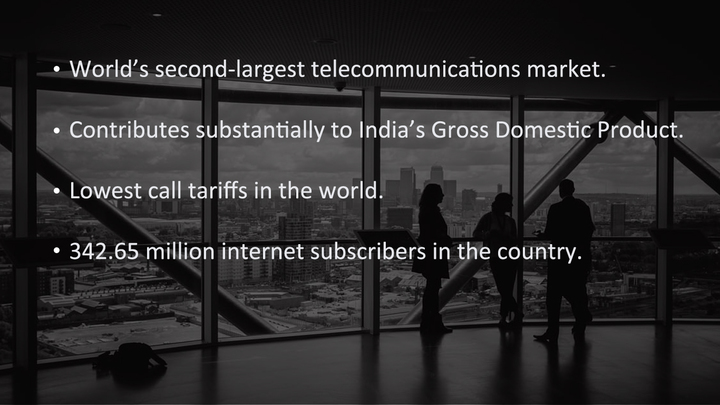 • World’s second-largest telecommunications market.
• Contributes substantially to India’s Gross Domestic Product.
• Lowest call tariffs in the world.
• 342.65 million internet subscribers in the country.